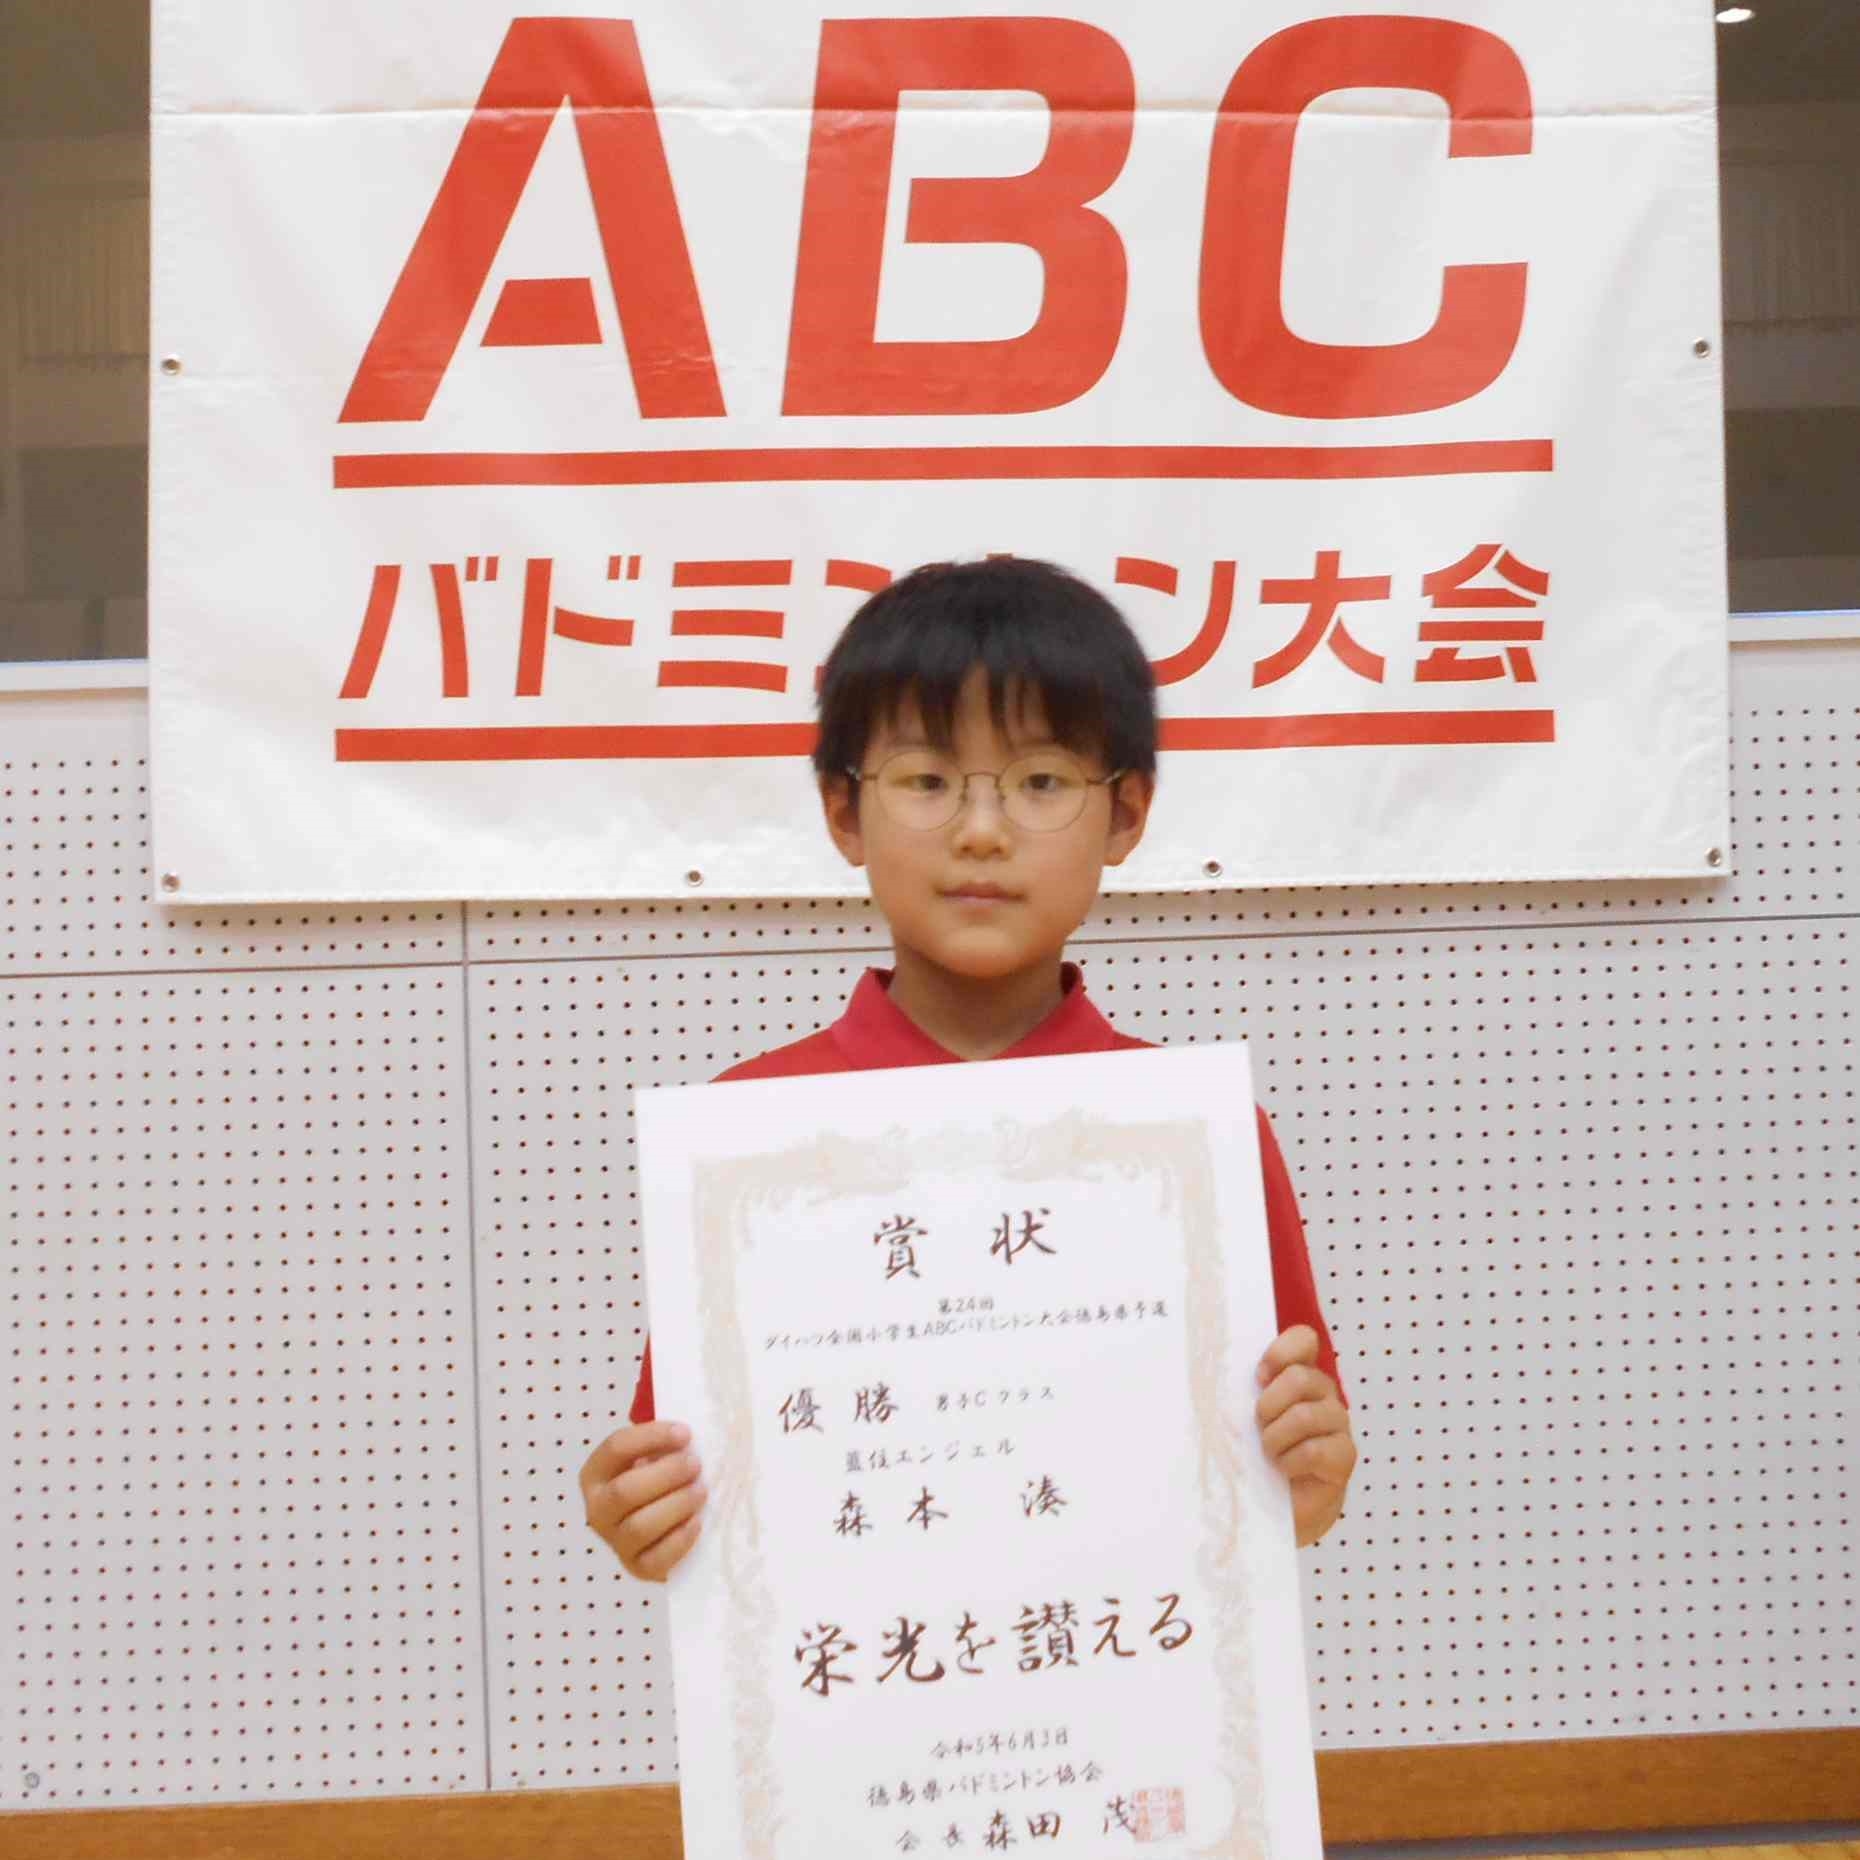 ABC
バドミントン大会
賞状
第24回
ダイハツ全国小学生ABCバドミントン大会徳島県予選
優勝 男子Cクラス
藍住エンジェル
森本 湊
栄光を讃える
令和5年6月3日
徳島県バドミントン協会
会長 森田 茂